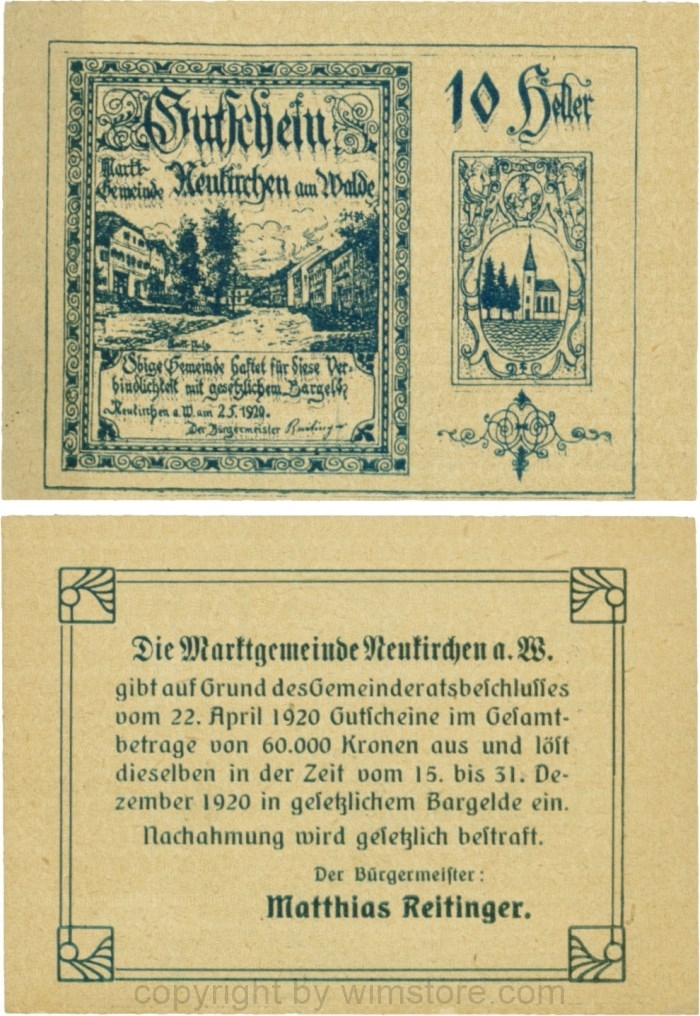 Gutschein
10 Heller
Markt-
Gemeinde Neukirchen am Walde
Obige Gemeinde haftet für diese Ver-
bindlichkeit mit gesetzlichem Bargeld
Neukirchen a. W. am 2.5.1920.
Der Bürgermeister Reitinger
Die Marktgemeinde Neukirchen a. W.
gibt auf Grund des Gemeinderatsbeschlusses
vom 22. April 1920 Gutscheine im Gesamt-
betrage von 60.000 Kronen aus und löst
dieselben in der Zeit vom 15. bis 31. De-
zember 1920 in gesetzlichem Bargelde ein.
Nachahmung wird gesetzlich bestraft.
Der Bürgermeister:
Matthias Reitinger.
copyright by wimstore.com